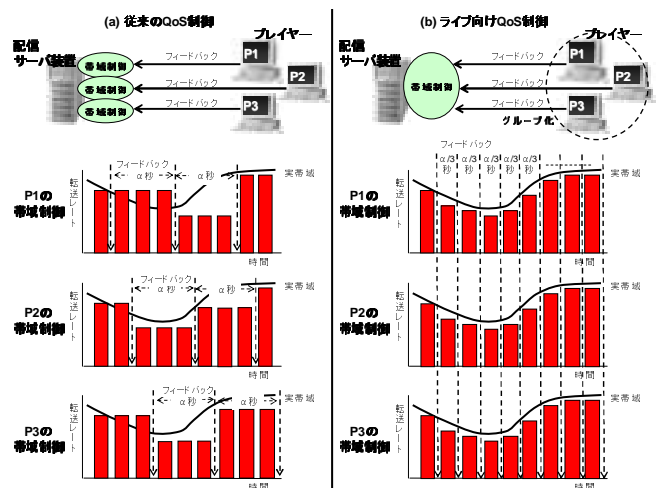 (a) 従来のQoS制御
プレイヤー
配信
サーバ装置
P1
P2
P3
フィードバック
フィードバック
フィードバック
帯域制御
帯域制御
帯域制御
フィードバック
α秒
α秒
実帯域
P1の
帯域制御
転送レート
時間
フィードバック
α秒
α秒
実帯域
P2の
帯域制御
転送レート
時間
フィードバック
α秒
α秒
実帯域
P3の
帯域制御
転送レート
時間
(b) ライブ向けQoS制御
プレイヤー
配信
サーバ装置
P1
P2
P3
フィードバック
フィードバック
フィードバック
帯域制御
グループ化
フィードバック
α/3 α/3 α/3 α/3 α/3
秒 秒 秒 秒 秒
実帯域
P1の
帯域制御
転送レート
時間
実帯域
P2の
帯域制御
転送レート
時間
実帯域
P3の
帯域制御
転送レート
時間